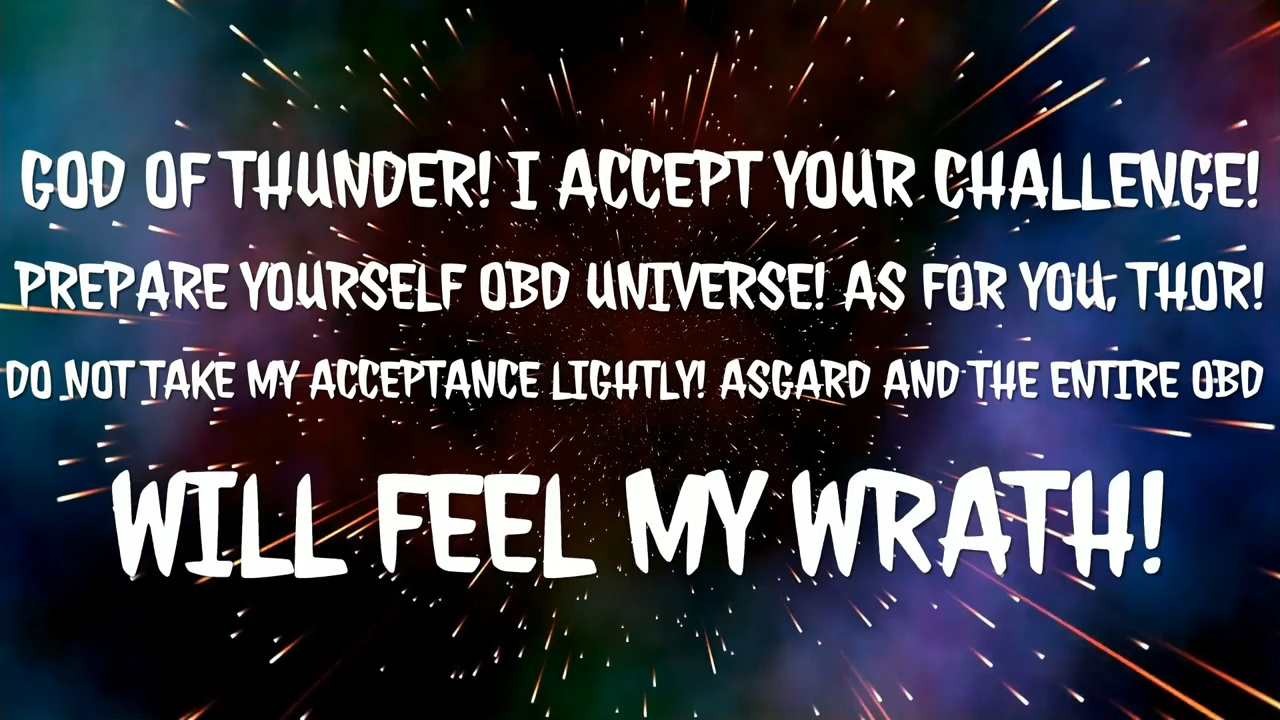 GOD OF THUNDER! I ACCEPT YOUR CHALLENGE!
PREPARE YOURSELF OBD UNIVERSE! AS FOR YOU, THOR!
DO NOT TAKE MY ACCEPTANCE LIGHTLY! ASGARD AND THE ENTIRE OBD
WILL FEEL MY WRATH!